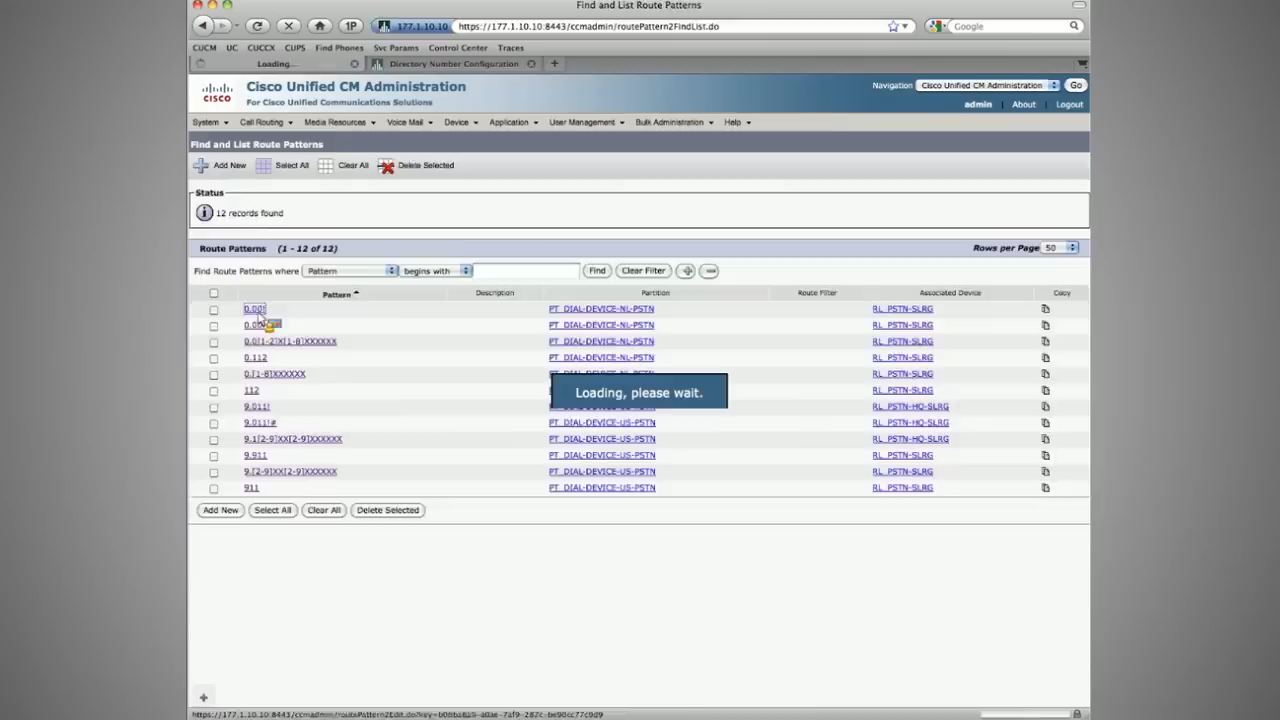 Find and List Route Patterns
1P
177.1.10.10
https://177.1.10.10:8443/ccmadmin/routePattern2FindList.do
Google
CUCM UC CUCCX CUPS Find Phones Svc Params Control Center Traces
Loading...
Directory Number Configuration
Cisco Unified CM Administration
For Cisco Unified Communications Solutions
CISCO
Navigation Cisco Unified CM Administration Go
admin | About | Logout
System Call Routing Media Resources Voice Mail Device Application User Management Bulk Administration Help
Find and List Route Patterns
Add New Select All Clear All Delete Selected
Status
12 records found
Route Patterns (1 - 12 of 12)
Rows per Page 50
Find Route Patterns where Pattern begins with Find Clear Filter
Pattern Description Partition Route Filter Associated Device Copy
0.00! PT_DIAL-DEVICE-NL-PSTN RL_PSTN-SLRG
PT_DIAL-DEVICE-NL-PSTN RL_PSTN-SLRG
0.0[1-2]X[1-8]XXXXXX PT_DIAL-DEVICE-NL-PSTN RL_PSTN-SLRG
0.112 PT_DIAL-DEVICE-NL-PSTN RL_PSTN-SLRG
0.[1-8]XXXXXX RL_PSTN-SLRG
112 RL_PSTN-SLRG
9.011! RL_PSTN-HQ-SLRG
9.011!# PT_DIAL-DEVICE-US-PSTN RL_PSTN-HQ-SLRG
9.1[2-9]XX[2-9]XXXXXX PT_DIAL-DEVICE-US-PSTN RL_PSTN-HQ-SLRG
9.911 PT_DIAL-DEVICE-US-PSTN RL_PSTN-SLRG
9.[2-9]XX[2-9]XXXXXX PT_DIAL-DEVICE-US-PSTN RL_PSTN-SLRG
911 PT_DIAL-DEVICE-US-PSTN RL_PSTN-SLRG
Loading, please wait.
Add New Select All Clear All Delete Selected